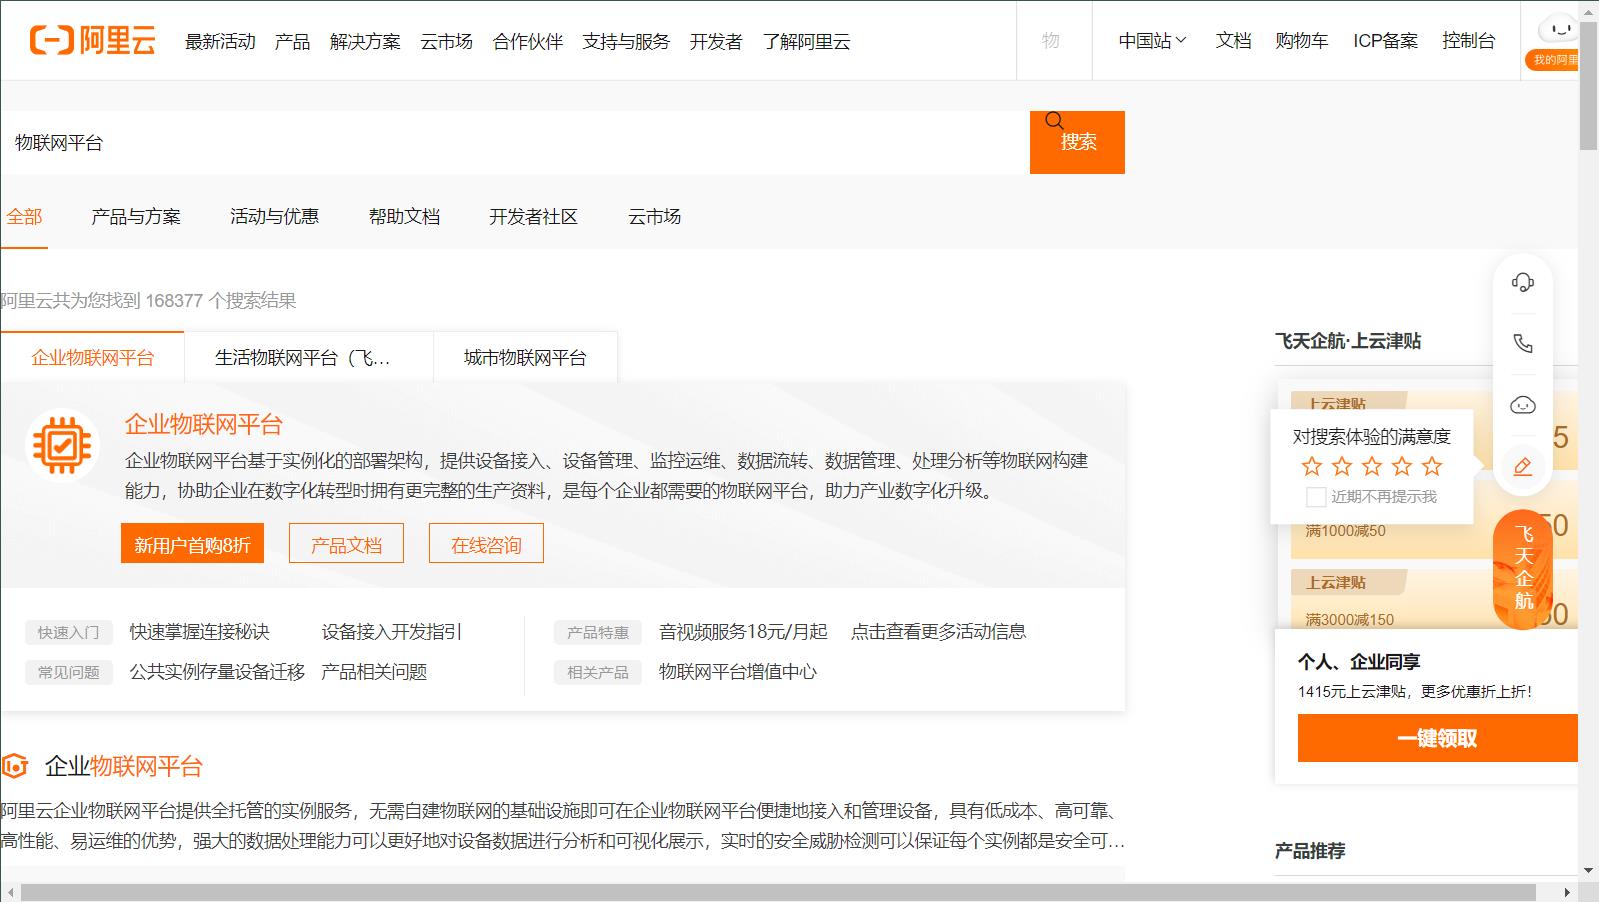 阿里云 最新活动 产品 解决方案 云市场 合作伙伴 支持与服务 开发者 了解阿里云 物 中国站 文档 购物车 ICP备案 控制台
我的阿里
物联网平台 搜索
全部 产品与方案 活动与优惠 帮助文档 开发者社区 云市场
阿里云共为您找到 168377 个搜索结果
企业物联网平台 生活物联网平台（飞… 城市物联网平台
企业物联网平台
企业物联网平台基于实例化的部署架构，提供设备接入、设备管理、监控运维、数据流转、数据管理、处理分析等物联网构建
能力，协助企业在数字化转型时拥有更完整的生产资料，是每个企业都需要的物联网平台，助力产业数字化升级。
新用户首购8折 产品文档 在线咨询
快速入门 快速掌握连接秘诀 设备接入开发指引 产品特惠 音视频服务18元/月起 点击查看更多活动信息
常见问题 公共实例存量设备迁移 产品相关问题 相关产品 物联网平台增值中心
企业物联网平台
阿里云企业物联网平台提供全托管的实例服务，无需自建物联网的基础设施即可在企业物联网平台便捷地接入和管理设备，具有低成本、高可靠、
高性能、易运维的优势，强大的数据处理能力可以更好地对设备数据进行分析和可视化展示，实时的安全威胁检测可以保证每个实例都是安全可…
飞天企航·上云津贴
上云津贴
5
对搜索体验的满意度
近期不再提示我
满1000减50
50
飞天企航
上云津贴
满3000减150
50
个人、企业同享
1415元上云津贴，更多优惠折上折！
一键领取
产品推荐